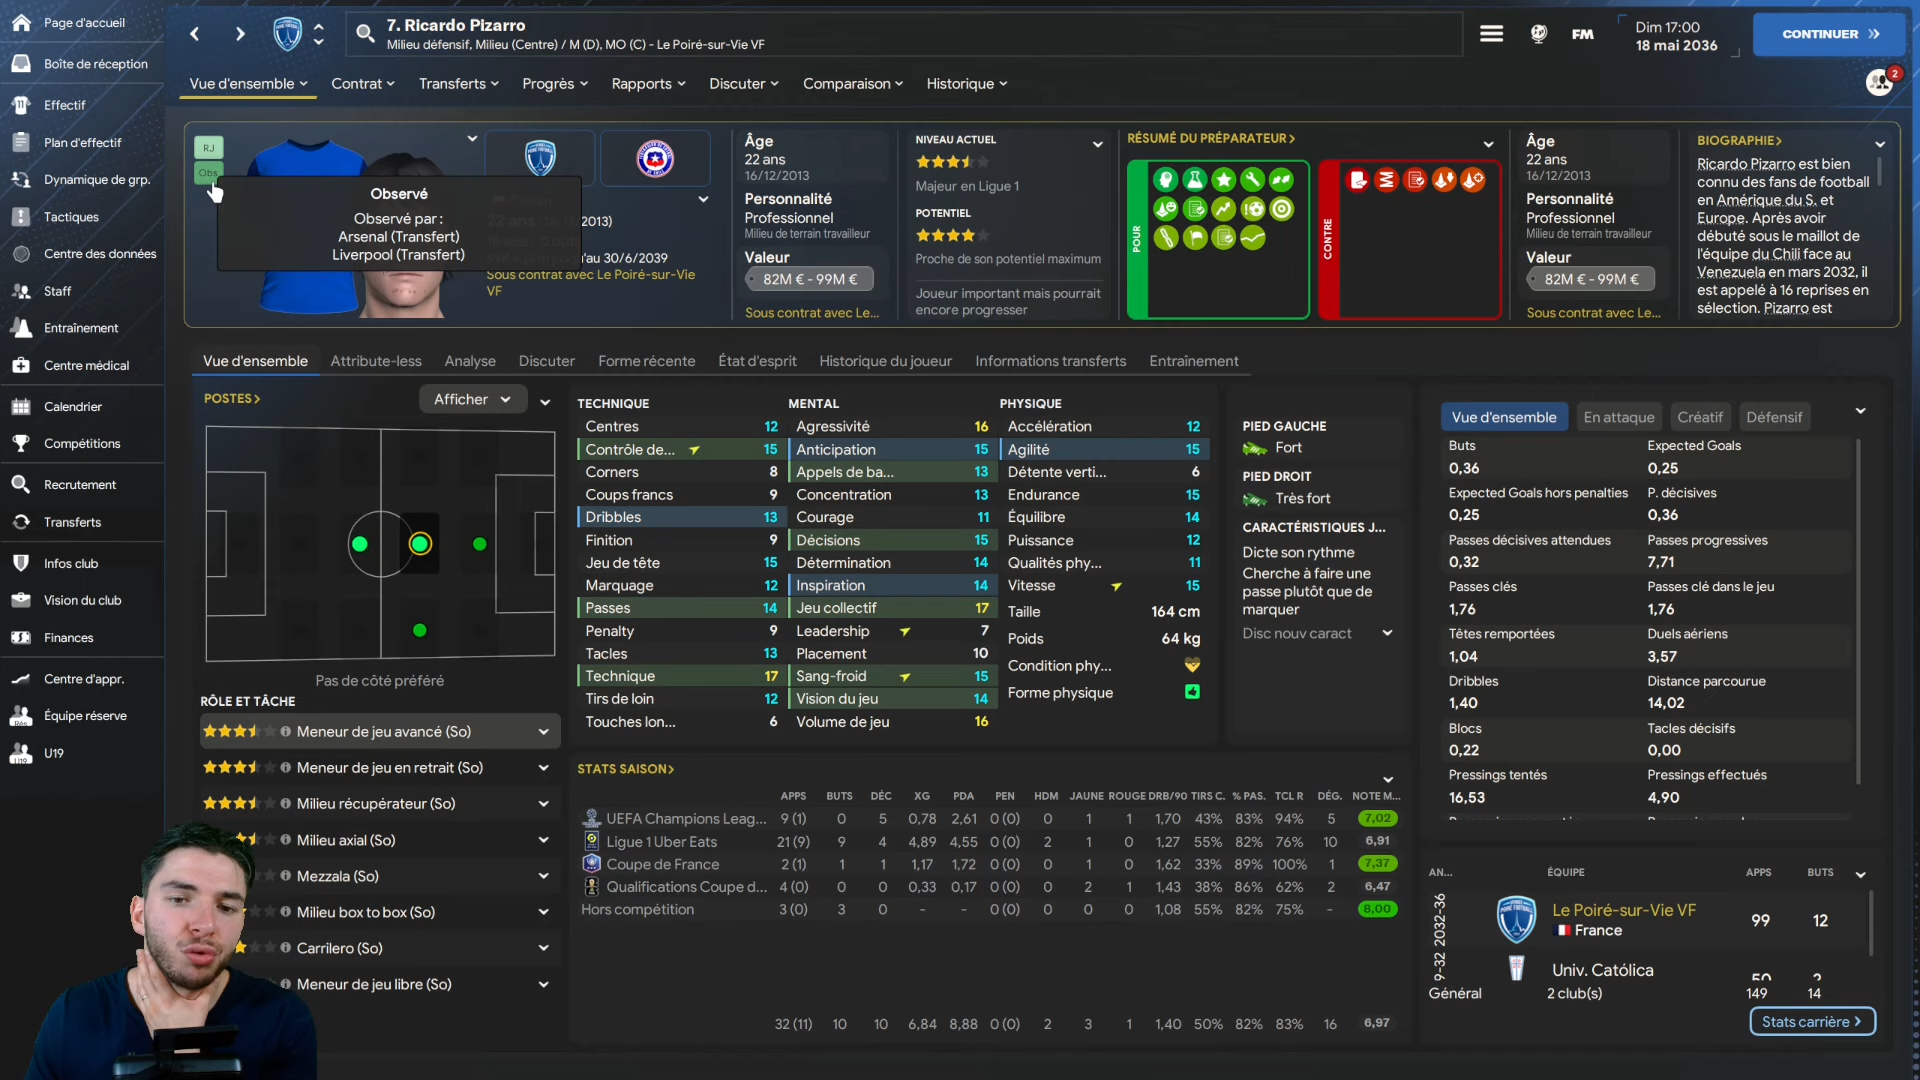 Page d'accueil
Boîte de réception
Effectif
Plan d'effectif
Dynamique de grp.
Tactiques
Centre des données
Staff
Entraînement
Centre médical
Calendrier
Compétitions
Recrutement
Transferts
Infos club
Vision du club
Finances
Centre d'appr.
Équipe réserve
U19
7. Ricardo Pizarro
Milieu défensif, Milieu (Centre) / M (D), MO (C) - Le Poiré-sur-Vie VF
FM
Dim 17:00
18 mai 2036
CONTINUER
2
Vue d'ensemble
Contrat
Transferts
Progrès
Rapports
Discuter
Comparaison
Historique
RJ
Obs
Observé
Observé par :
Arsenal (Transfert)
Liverpool (Transfert)
Sous contrat avec Le Poiré-sur-Vie
VF
Âge
22 ans
16/12/2013
Personnalité
Professionnel
Milieu de terrain travailleur
Valeur
82M € - 99M €
Sous contrat avec Le...
NIVEAU ACTUEL
Majeur en Ligue 1
POTENTIEL
Proche de son potentiel maximum
Joueur important mais pourrait
encore progresser
RÉSUMÉ DU PRÉPARATEUR
POUR
CONTRE
Âge
22 ans
16/12/2013
Personnalité
Professionnel
Milieu de terrain travailleur
Valeur
82M € - 99M €
Sous contrat avec Le...
BIOGRAPHIE
Ricardo Pizarro est bien
connu des fans de football
en Amérique du S. et
Europe. Après avoir
débuté sous le maillot de
l'équipe du Chili face au
Venezuela en mars 2032, il
est appelé à 16 reprises en
sélection. Pizarro est
Vue d'ensemble
Attribute-less
Analyse
Discuter
Forme récente
État d'esprit
Historique du joueur
Informations transferts
Entraînement
POSTES
Afficher
Pas de côté préféré
RÔLE ET TÂCHE
Meneur de jeu avancé (So)
Meneur de jeu en retrait (So)
Milieu récupérateur (So)
Milieu axial (So)
Mezzala (So)
Milieu box to box (So)
Carrilero (So)
Meneur de jeu libre (So)
TECHNIQUE
Centres 12
Contrôle de... 15
Corners 8
Coups francs 9
Dribbles 13
Finition 9
Jeu de tête 15
Marquage 12
Passes 14
Penalty 9
Tacles 13
Technique 17
Tirs de loin 12
Touches lon... 6
MENTAL
Agressivité 16
Anticipation 15
Appels de ba... 13
Concentration 13
Courage 11
Décisions 15
Détermination 14
Inspiration 14
Jeu collectif 17
Leadership 7
Placement 10
Sang-froid 15
Vision du jeu 14
Volume de jeu 16
PHYSIQUE
Accélération 12
Agilité 15
Détente verti... 6
Endurance 15
Équilibre 14
Puissance 12
Qualités phy... 11
Vitesse 15
Taille 164 cm
Poids 64 kg
Condition phy...
Forme physique
PIED GAUCHE
Fort
PIED DROIT
Très fort
CARACTÉRISTIQUES J...
Dicte son rythme
Cherche à faire une
passe plutôt que de
marquer
Disc nouv caract
Vue d'ensemble
En attaque
Créatif
Défensif
Buts Expected Goals
0,36 0,25
Expected Goals hors penalties P. décisives
0,25 0,36
Passes décisives attendues Passes progressives
0,32 7,71
Passes clés Passes clé dans le jeu
1,76 1,76
Têtes remportées Duels aériens
1,04 3,57
Dribbles Distance parcourue
1,40 14,02
Blocs Tacles décisifs
0,22 0,00
Pressings tentés Pressings effectués
16,53 4,90
STATS SAISON
APPS BUTS DÉC XG PDA PEN HDM JAUNE ROUGE DRB/90 TIRS C. % PAS. TCL R DÉG. NOTE M...
UEFA Champions Leag... 9 (1) 0 5 0,78 2,61 0 (0) 0 1 1 1,70 43% 83% 94% 5 7,02
Ligue 1 Uber Eats 21 (9) 9 4 4,89 4,55 0 (0) 2 1 0 1,27 55% 82% 76% 10 6,91
Coupe de France 2 (1) 1 1 1,17 1,72 0 (0) 0 0 0 1,62 33% 89% 100% 1 7,37
Qualifications Coupe d... 4 (0) 0 0 0,33 0,17 0 (0) 0 2 1 1,43 38% 86% 62% 2 6,47
Hors compétition 3 (0) 3 0 - - 0 (0) 0 0 0 1,08 55% 82% 75% - 8,00
32 (11) 10 10 6,84 8,88 0 (0) 2 3 1 1,40 50% 82% 83% 16 6,97
AN... ÉQUIPE APPS BUTS
2032-36
Le Poiré-sur-Vie VF 99 12
France
9-32
Univ. Católica 50
Général 2 club(s) 149 14
Stats carrière